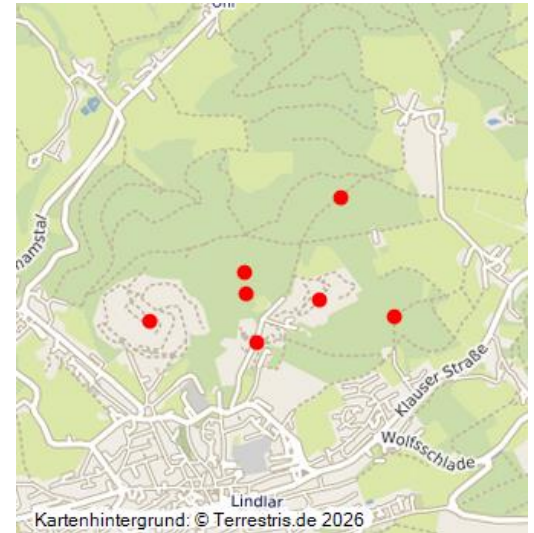 Klauser Straße
Wolfsschlade
Lindlar
Kartenhintergrund: © Terrestris.de 2026